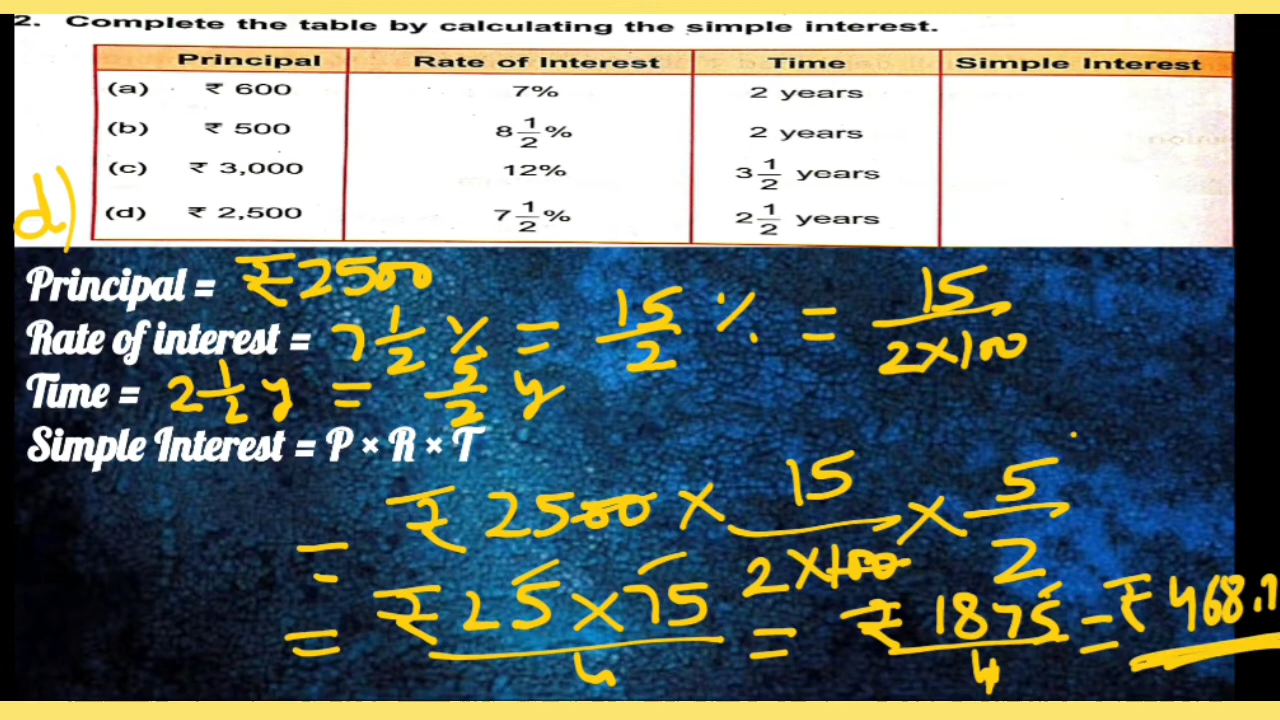 2. Complete the table by calculating the simple interest.
Principal Rate of Interest Time Simple Interest
(a) ₹ 600 7% 2 years
(b) ₹ 500 8 1/2 % 2 years
(c) ₹ 3,000 12% 3 1/2 years
(d) ₹ 2,500 7 1/2 % 2 1/2 years
d)
Principal = ₹2500
Rate of interest = 7 1/2 % = 15/2 % = 15/2×100
Time = 2 1/2 y = 5/2 y
Simple Interest = P × R × T
= ₹2500 × 15/2×100 × 5/2
= ₹25×75/4 = ₹1875/4 = ₹468.7